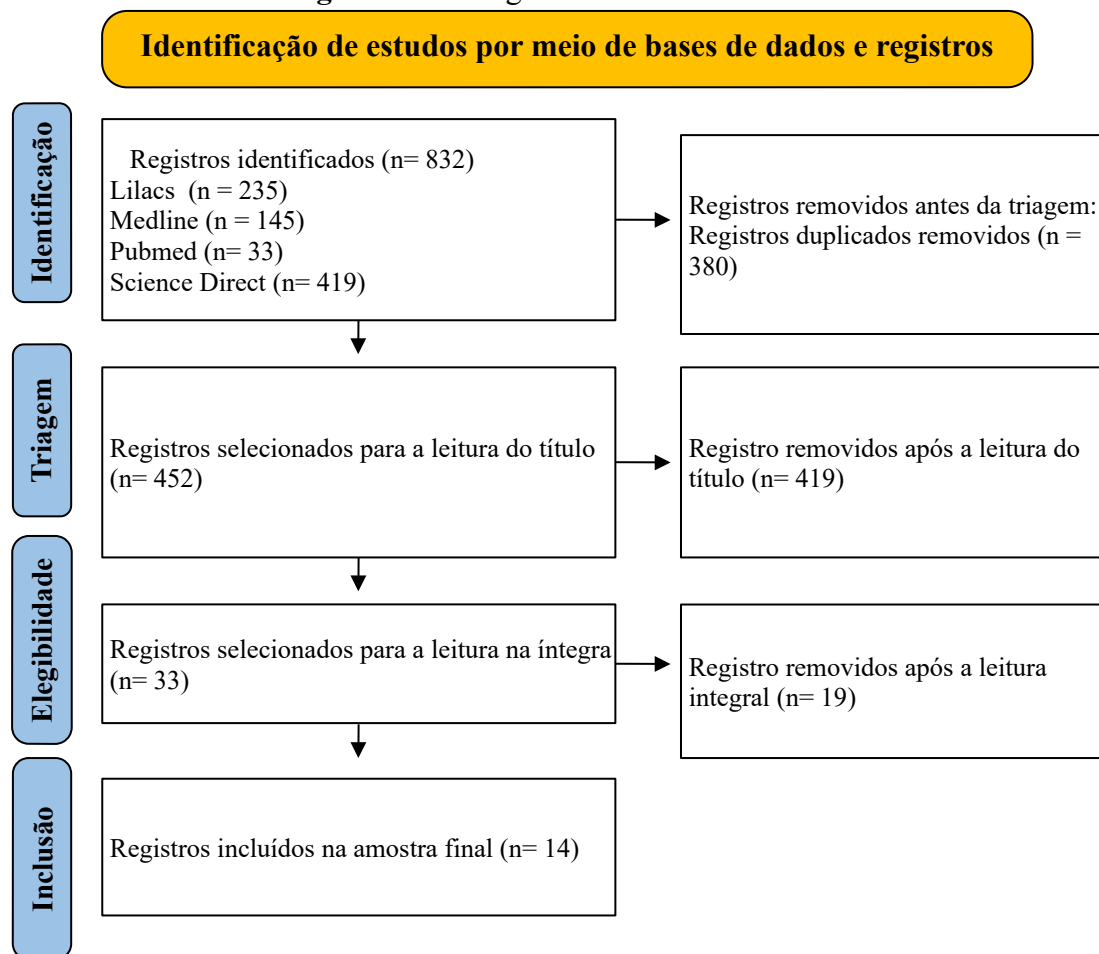 Identificação de estudos por meio de bases de dados e registros
Identificação
Registros identificados (n= 832)
Lilacs (n = 235)
Medline (n = 145)
Pubmed (n= 33)
Science Direct (n= 419)
Registros removidos antes da triagem:
Registros duplicados removidos (n =
380)
Triagem
Registros selecionados para a leitura do título
(n= 452)
Registro removidos após a leitura do
título (n= 419)
Elegibilidade
Registros selecionados para a leitura na íntegra
(n= 33)
Registro removidos após a leitura
integral (n= 19)
Inclusão
Registros incluídos na amostra final (n= 14)